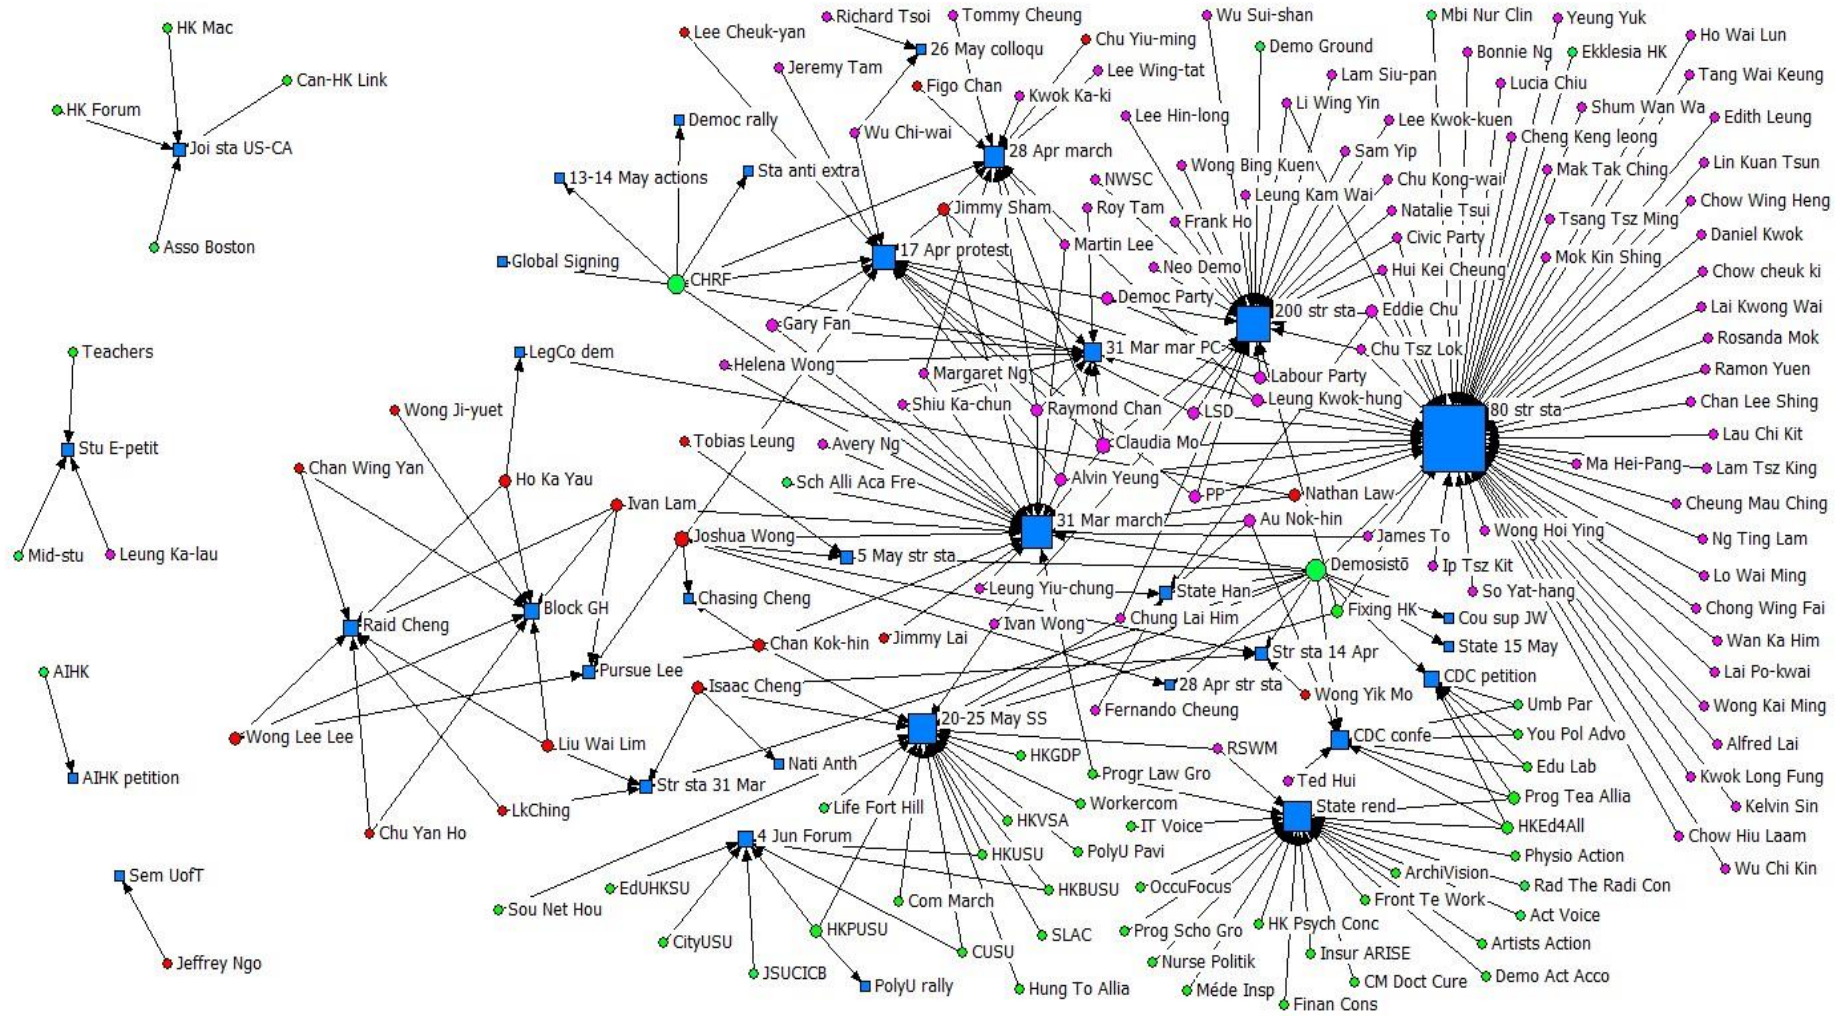 HK Mac
Can-HK Link
HK Forum
Joi sta US-CA
Asso Boston
Teachers
Stu E-petit
Mid-stu
Leung Ka-lau
AIHK
AIHK petition
Sem UofT
Jeffrey Ngo
Richard Tsoi
Tommy Cheung
Lee Cheuk-yan
26 May colloqu
Chu Yiu-ming
Jeremy Tam
Lee Wing-tat
Figo Chan
Kwok Ka-ki
Democ rally
Wu Chi-wai
28 Apr march
13-14 May actions
Sta anti extra
Jimmy Sham
17 Apr protest
Global Signing
CHRF
Gary Fan
LegCo dem
Helena Wong
Margaret Ng
31 Mar mar PC
Wu Sui-shan
Demo Ground
Lam Siu-pan
Li Wing Yin
Lee Hin-long
Lee Kwok-kuen
Sam Yip
Wong Bing Kuen
NWSC
Chu Kong-wai
Leung Kam Wai
Roy Tam
Frank Ho
Natalie Tsui
Civic Party
Martin Lee
Neo Demo
Hui Kei Cheung
Democ Party
200 str sta
Eddie Chu
Chu Tsz Lok
Labour Party
Leung Kwok-hung
Mbi Nur Clin
Yeung Yuk
Ho Wai Lun
Bonnie Ng
Ekklesia HK
Tang Wai Keung
Lucia Chiu
Shum Wan Wa
Edith Leung
Cheng Keng leong
Mak Tak Ching
Lin Kuan Tsun
Chow Wing Heng
Tsang Tsz Ming
Daniel Kwok
Mok Kin Shing
Chow cheuk ki
Lai Kwong Wai
Rosanda Mok
Ramon Yuen
Chan Lee Shing
80 str sta
Lau Chi Kit
Ma Hei-Pang
Lam Tsz King
Cheung Mau Ching
Wong Hoi Ying
Ng Ting Lam
Ip Tsz Kit
Lo Wai Ming
So Yat-hang
Chong Wing Fai
Wan Ka Him
Lai Po-kwai
Wong Kai Ming
Alfred Lai
Kwok Long Fung
Kelvin Sin
Chow Hiu Laam
Wu Chi Kin
Wong Ji-yuet
Shiu Ka-chun
Raymond Chan
LSD
Tobias Leung
Avery Ng
Claudia Mo
Chan Wing Yan
Ho Ka Yau
Sch Alli Aca Fre
Alvin Yeung
PP
Nathan Law
Ivan Lam
31 Mar march
Au Nok-hin
Joshua Wong
James To
5 May str sta
Demosistō
Leung Yiu-chung
State Han
Chasing Cheng
Block GH
Raid Cheng
Ivan Wong
Chung Lai Him
Fixing HK
Cou sup JW
Jimmy Lai
Chan Kok-hin
State 15 May
Str sta 14 Apr
Pursue Lee
28 Apr str sta
CDC petition
Isaac Cheng
Wong Yik Mo
Fernando Cheung
Umb Par
20-25 May SS
Wong Lee Lee
Liu Wai Lim
CDC confe
You Pol Advo
RSWM
HKGDP
Nati Anth
Edu Lab
Progr Law Gro
Ted Hui
Str sta 31 Mar
Prog Tea Allia
LkChing
Life Fort Hill
Workercom
State rend
HKVSA
IT Voice
HKEd4All
Chu Yan Ho
4 Jun Forum
HKUSU
PolyU Pavi
Physio Action
ArchiVision
EdUHKSU
HKBUSU
OccuFocus
Rad The Radi Con
Sou Net Hou
Com March
Front Te Work
Act Voice
HK Psych Conc
CityUSU
HKPUSU
SLAC
Prog Scho Gro
Artists Action
CUSU
Insur ARISE
JSUCICB
Nurse Politik
Demo Act Acco
PolyU rally
Hung To Allia
Méde Insp
CM Doct Cure
Finan Cons